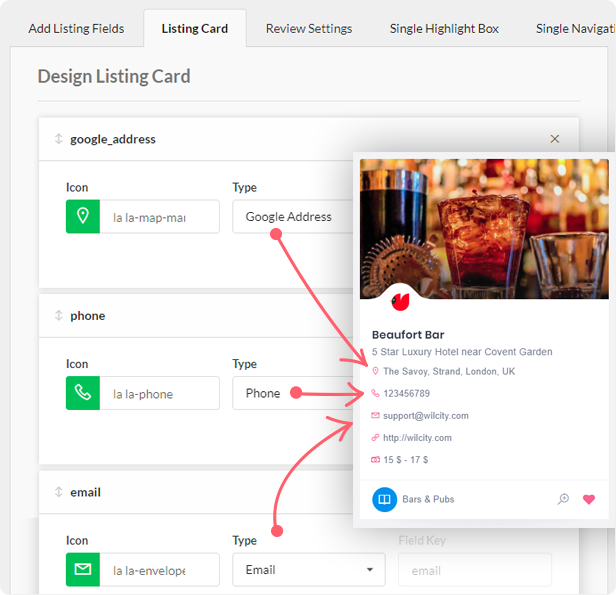 Add Listing Fields
Listing Card
Review Settings
Single Highlight Box
Single Navigat
Design Listing Card
google_address
Icon
Type
la la-map-mar
Google Address
phone
Icon
Type
la la-phone
Phone
email
Icon
Type
Field Key
la la-envelope
Email
email
Beaufort Bar
5 Star Luxury Hotel near Covent Garden
The Savoy, Strand, London, UK
123456789
support@wilcity.com
http://wilcity.com
15 $ - 17 $
Bars & Pubs